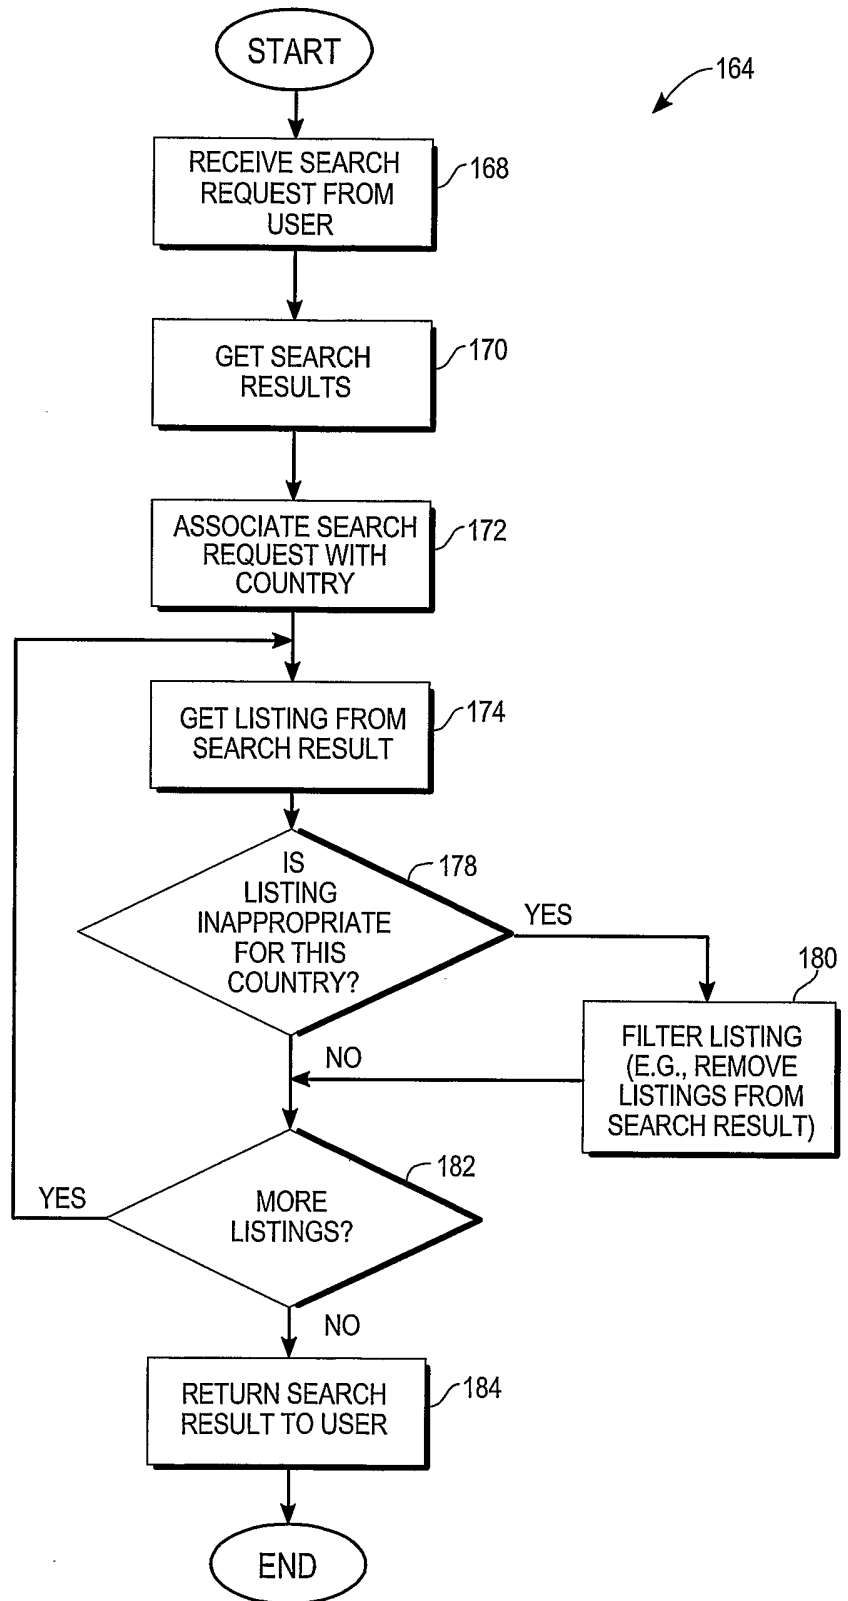 START
164
RECEIVE SEARCH
REQUEST FROM
USER
168
GET SEARCH
RESULTS
170
ASSOCIATE SEARCH
REQUEST WITH
COUNTRY
172
GET LISTING FROM
SEARCH RESULT
174
IS
LISTING
INAPPROPRIATE
FOR THIS
COUNTRY?
178
YES
180
FILTER LISTING
(E.G., REMOVE
LISTINGS FROM
SEARCH RESULT)
NO
182
YES
MORE
LISTINGS?
NO
RETURN SEARCH
RESULT TO USER
184
END